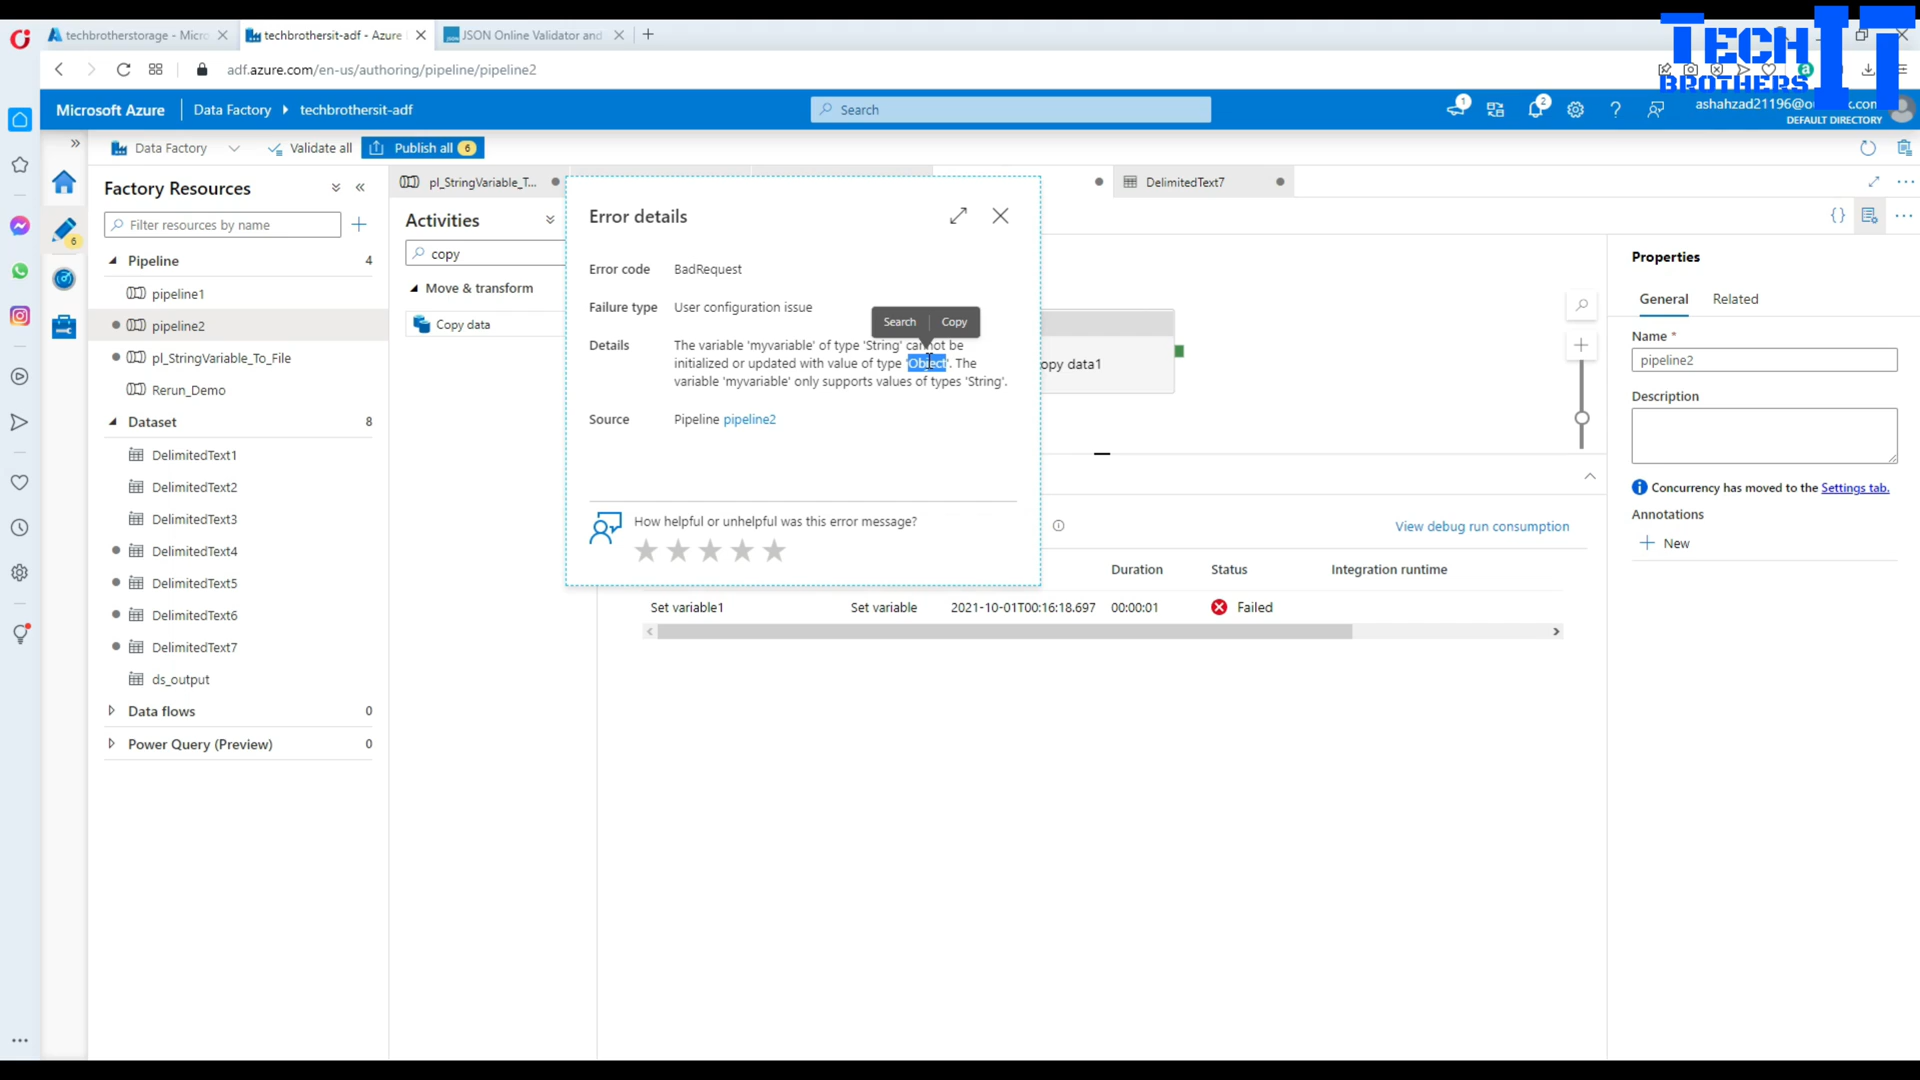 techbrotherstorage - Micro
techbrothersit-adf - Azure
JSON Online Validator and
TECH IT
BROTHERS
adf.azure.com/en-us/authoring/pipeline/pipeline2
Microsoft Azure
Data Factory
techbrothersit-adf
Search
1
2
DEFAULT DIRECTORY
Data Factory
Validate all
Publish all
6
pl_StringVariable_T...
DelimitedText7
Factory Resources
Filter resources by name
6
Pipeline
4
pipeline1
pipeline2
pl_StringVariable_To_File
Rerun_Demo
Dataset
8
DelimitedText1
DelimitedText2
DelimitedText3
DelimitedText4
DelimitedText5
DelimitedText6
DelimitedText7
ds_output
Data flows
0
Power Query (Preview)
0
Activities
copy
Move & transform
Copy data
Error details
Error code
BadRequest
Failure type
User configuration issue
Search
Copy
Details
The variable 'myvariable' of type 'String' cannot be
initialized or updated with value of type 'Object'. The
variable 'myvariable' only supports values of types 'String'.
Source
Pipeline pipeline2
How helpful or unhelpful was this error message?
opy data1
View debug run consumption
Duration
Status
Integration runtime
Set variable1
Set variable
2021-10-01T00:16:18.697
00:00:01
Failed
Properties
General
Related
Name *
pipeline2
Description
Concurrency has moved to the Settings tab.
Annotations
New